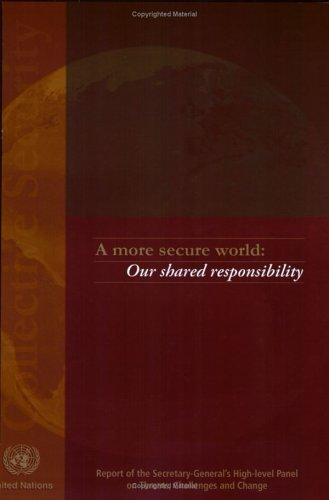 Copyrighted Material
Collective Security
A more secure world:
Our shared responsibility
Report of the Secretary-General's High-level Panel
on Threats, Challenges and Change
United Nations
Copyrighted Material